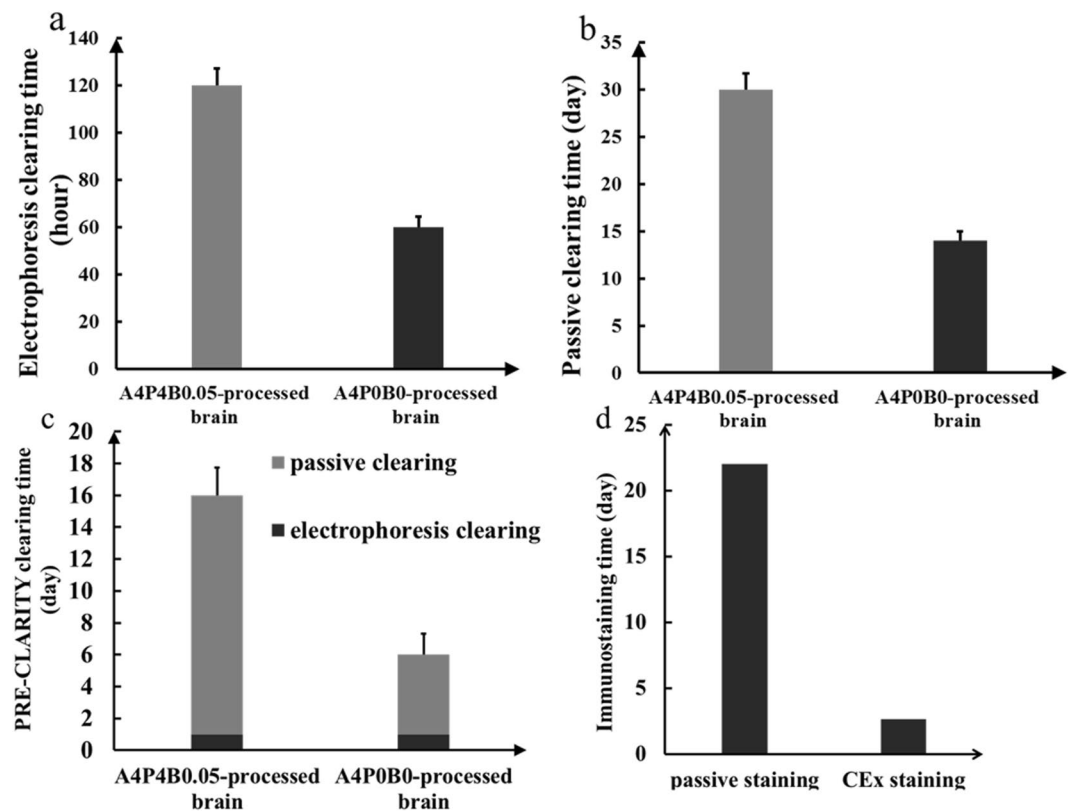 a
Electrophoresis clearing time
(hour)
140
120
100
80
60
40
20
0
A4P4B0.05-processed
brain
A4P0B0-processed
brain
b
Passive clearing time (day)
35
30
25
20
15
10
5
0
A4P4B0.05-processed
brain
A4P0B0-processed
brain
c
PRE-CLARITY clearing time
(day)
20
18
16
14
12
10
8
6
4
2
0
passive clearing
electrophoresis clearing
A4P4B0.05-processed
brain
A4P0B0-processed
brain
d
Immunostaining time (day)
25
20
15
10
5
0
passive staining
CEx staining